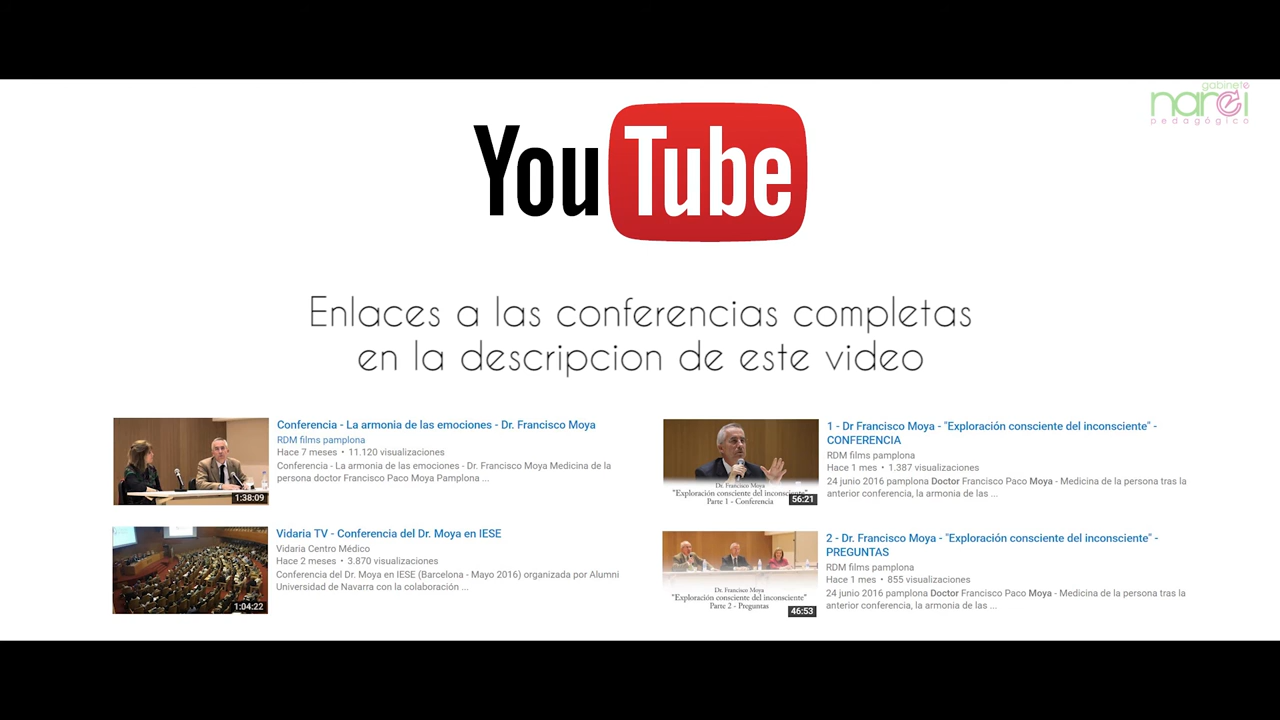 gabinete
narei
pedagógico
YouTube
Enlaces a las conferencias completas
en la descripcion de este video
1:38:09
Conferencia - La armonia de las emociones - Dr. Francisco Moya
RDM films pamplona
Hace 7 meses • 11.120 visualizaciones
Conferencia - La armonia de las emociones - Dr. Francisco Moya Medicina de la
persona doctor Francisco Paco Moya Pamplona ...
1:04:22
Vidaria TV - Conferencia del Dr. Moya en IESE
Vidaria Centro Médico
Hace 2 meses • 3.870 visualizaciones
Conferencia del Dr. Moya en IESE (Barcelona - Mayo 2016) organizada por Alumni
Universidad de Navarra con la colaboración ...
Dr. Francisco Moya
"Exploración consciente del inconsciente"
Parte 1 - Conferencia
56:21
1 - Dr Francisco Moya - "Exploración consciente del inconsciente" -
CONFERENCIA
RDM films pamplona
Hace 1 mes • 1.387 visualizaciones
24 junio 2016 pamplona Doctor Francisco Paco Moya - Medicina de la persona tras la
anterior conferencia, la armonia de las ...
Dr. Francisco Moya
"Exploración consciente del inconsciente"
Parte 2 - Preguntas
46:53
2 - Dr. Francisco Moya - "Exploración consciente del inconsciente" -
PREGUNTAS
RDM films pamplona
Hace 1 mes • 855 visualizaciones
24 junio 2016 pamplona Doctor Francisco Paco Moya - Medicina de la persona tras la
anterior conferencia, la armonia de las ...